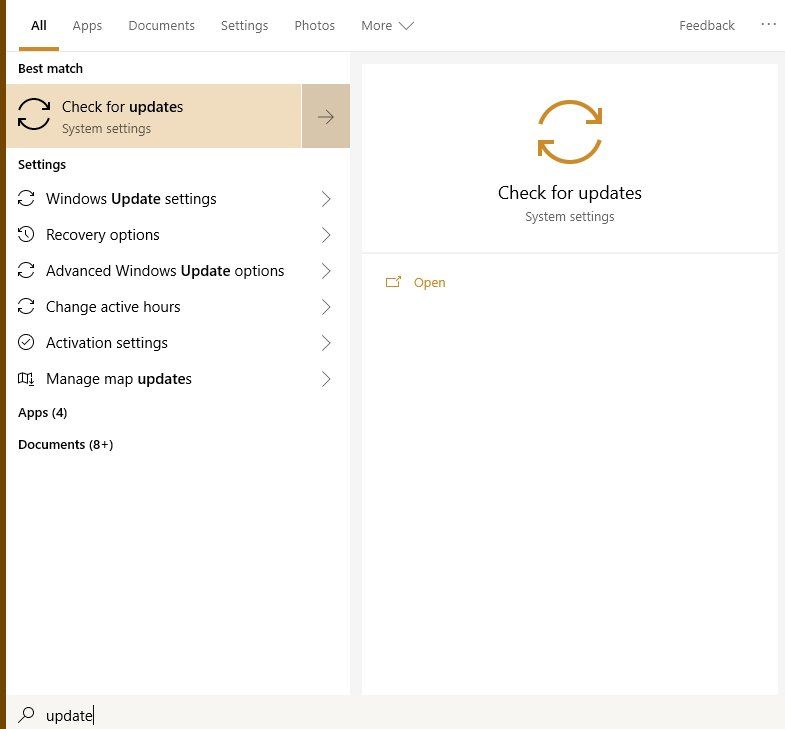 All Apps Documents Settings Photos More Feedback ...
Best match
Check for updates
System settings
Settings
Windows Update settings
Recovery options
Advanced Windows Update options
Change active hours
Activation settings
Manage map updates
Apps (4)
Documents (8+)
Check for updates
System settings
Open
update